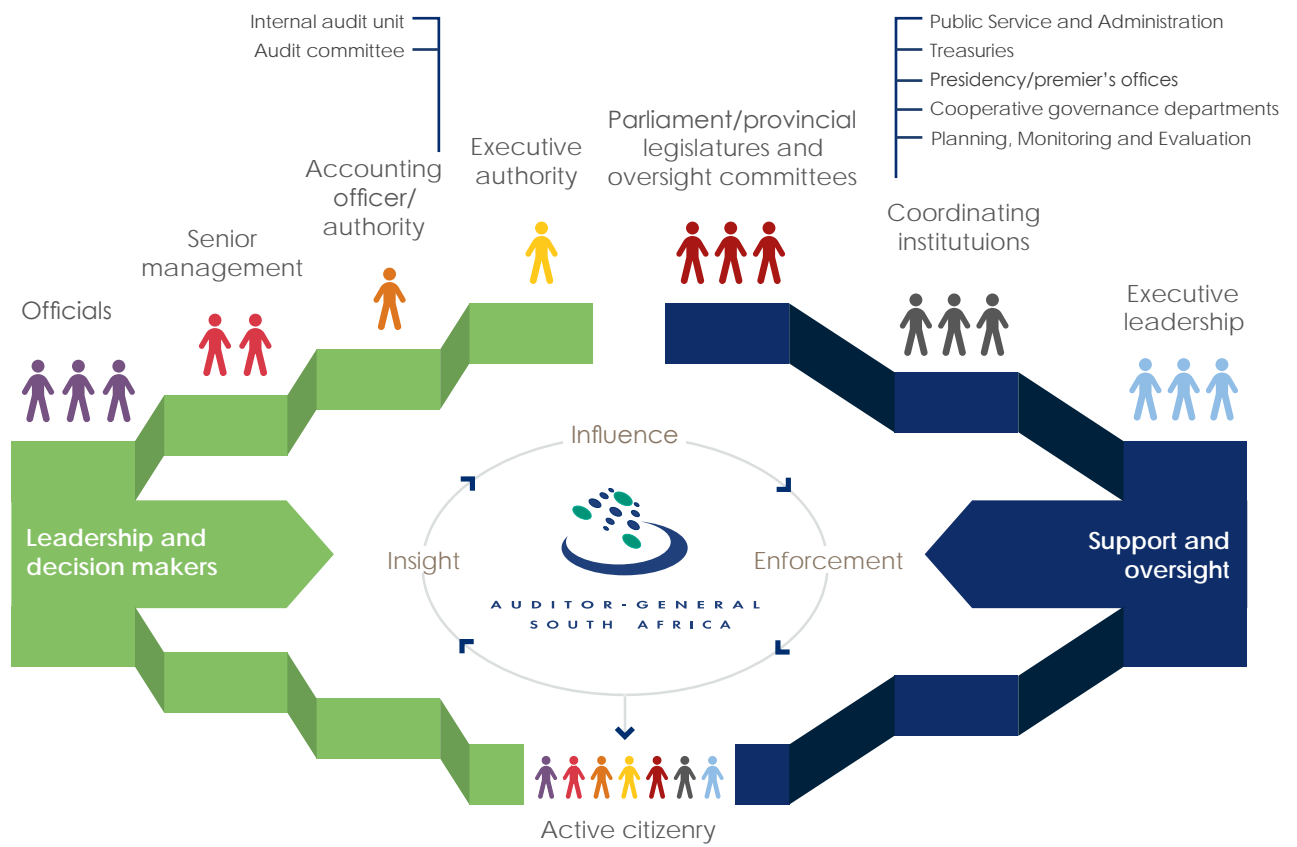 Internal audit unit
Audit committee
Public Service and Administration
Treasuries
Presidency/premier's offices
Cooperative governance departments
Planning, Monitoring and Evaluation
Officials
Senior
management
Accounting
officer/
authority
Executive
authority
Parliament/provincial
legislatures and
oversight committees
Coordinating
institutuions
Executive
leadership
Leadership and
decision makers
Influence
Insight
Enforcement
AUDITOR-GENERAL
SOUTH AFRICA
Support and
oversight
Active citizenry